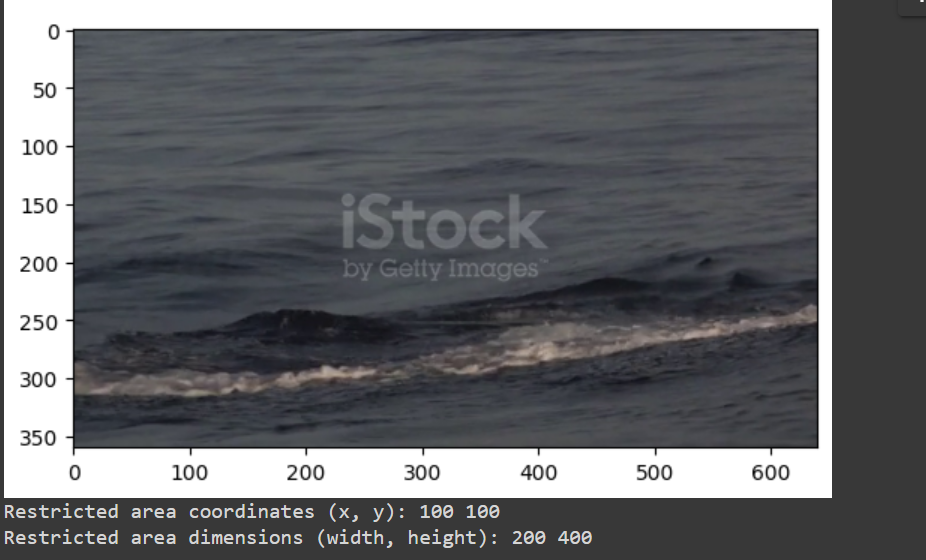 0
50
100
150
200
250
300
350
iStock
by Getty Images™
0 100 200 300 400 500 600
Restricted area coordinates (x, y): 100 100
Restricted area dimensions (width, height): 200 400